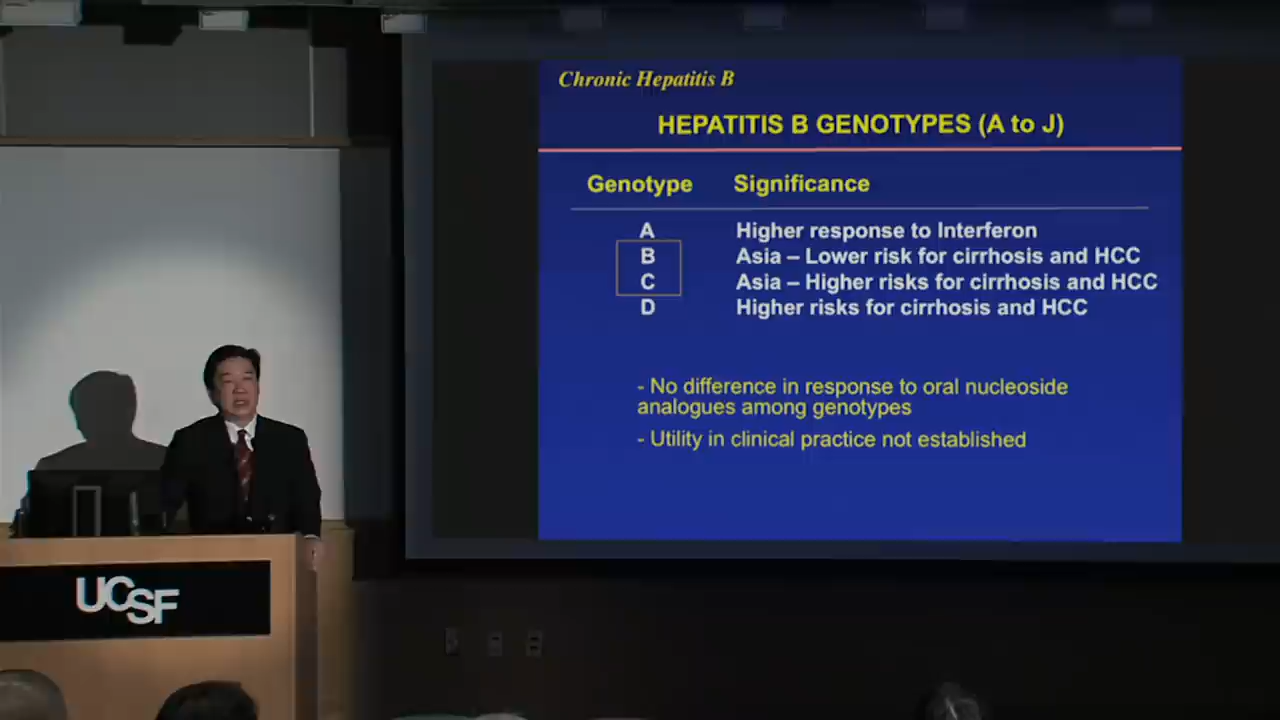 Chronic Hepatitis B
HEPATITIS B GENOTYPES (A to J)
Genotype Significance
A Higher response to Interferon
B Asia – Lower risk for cirrhosis and HCC
C Asia – Higher risks for cirrhosis and HCC
D Higher risks for cirrhosis and HCC
- No difference in response to oral nucleoside
analogues among genotypes
- Utility in clinical practice not established
UCSF